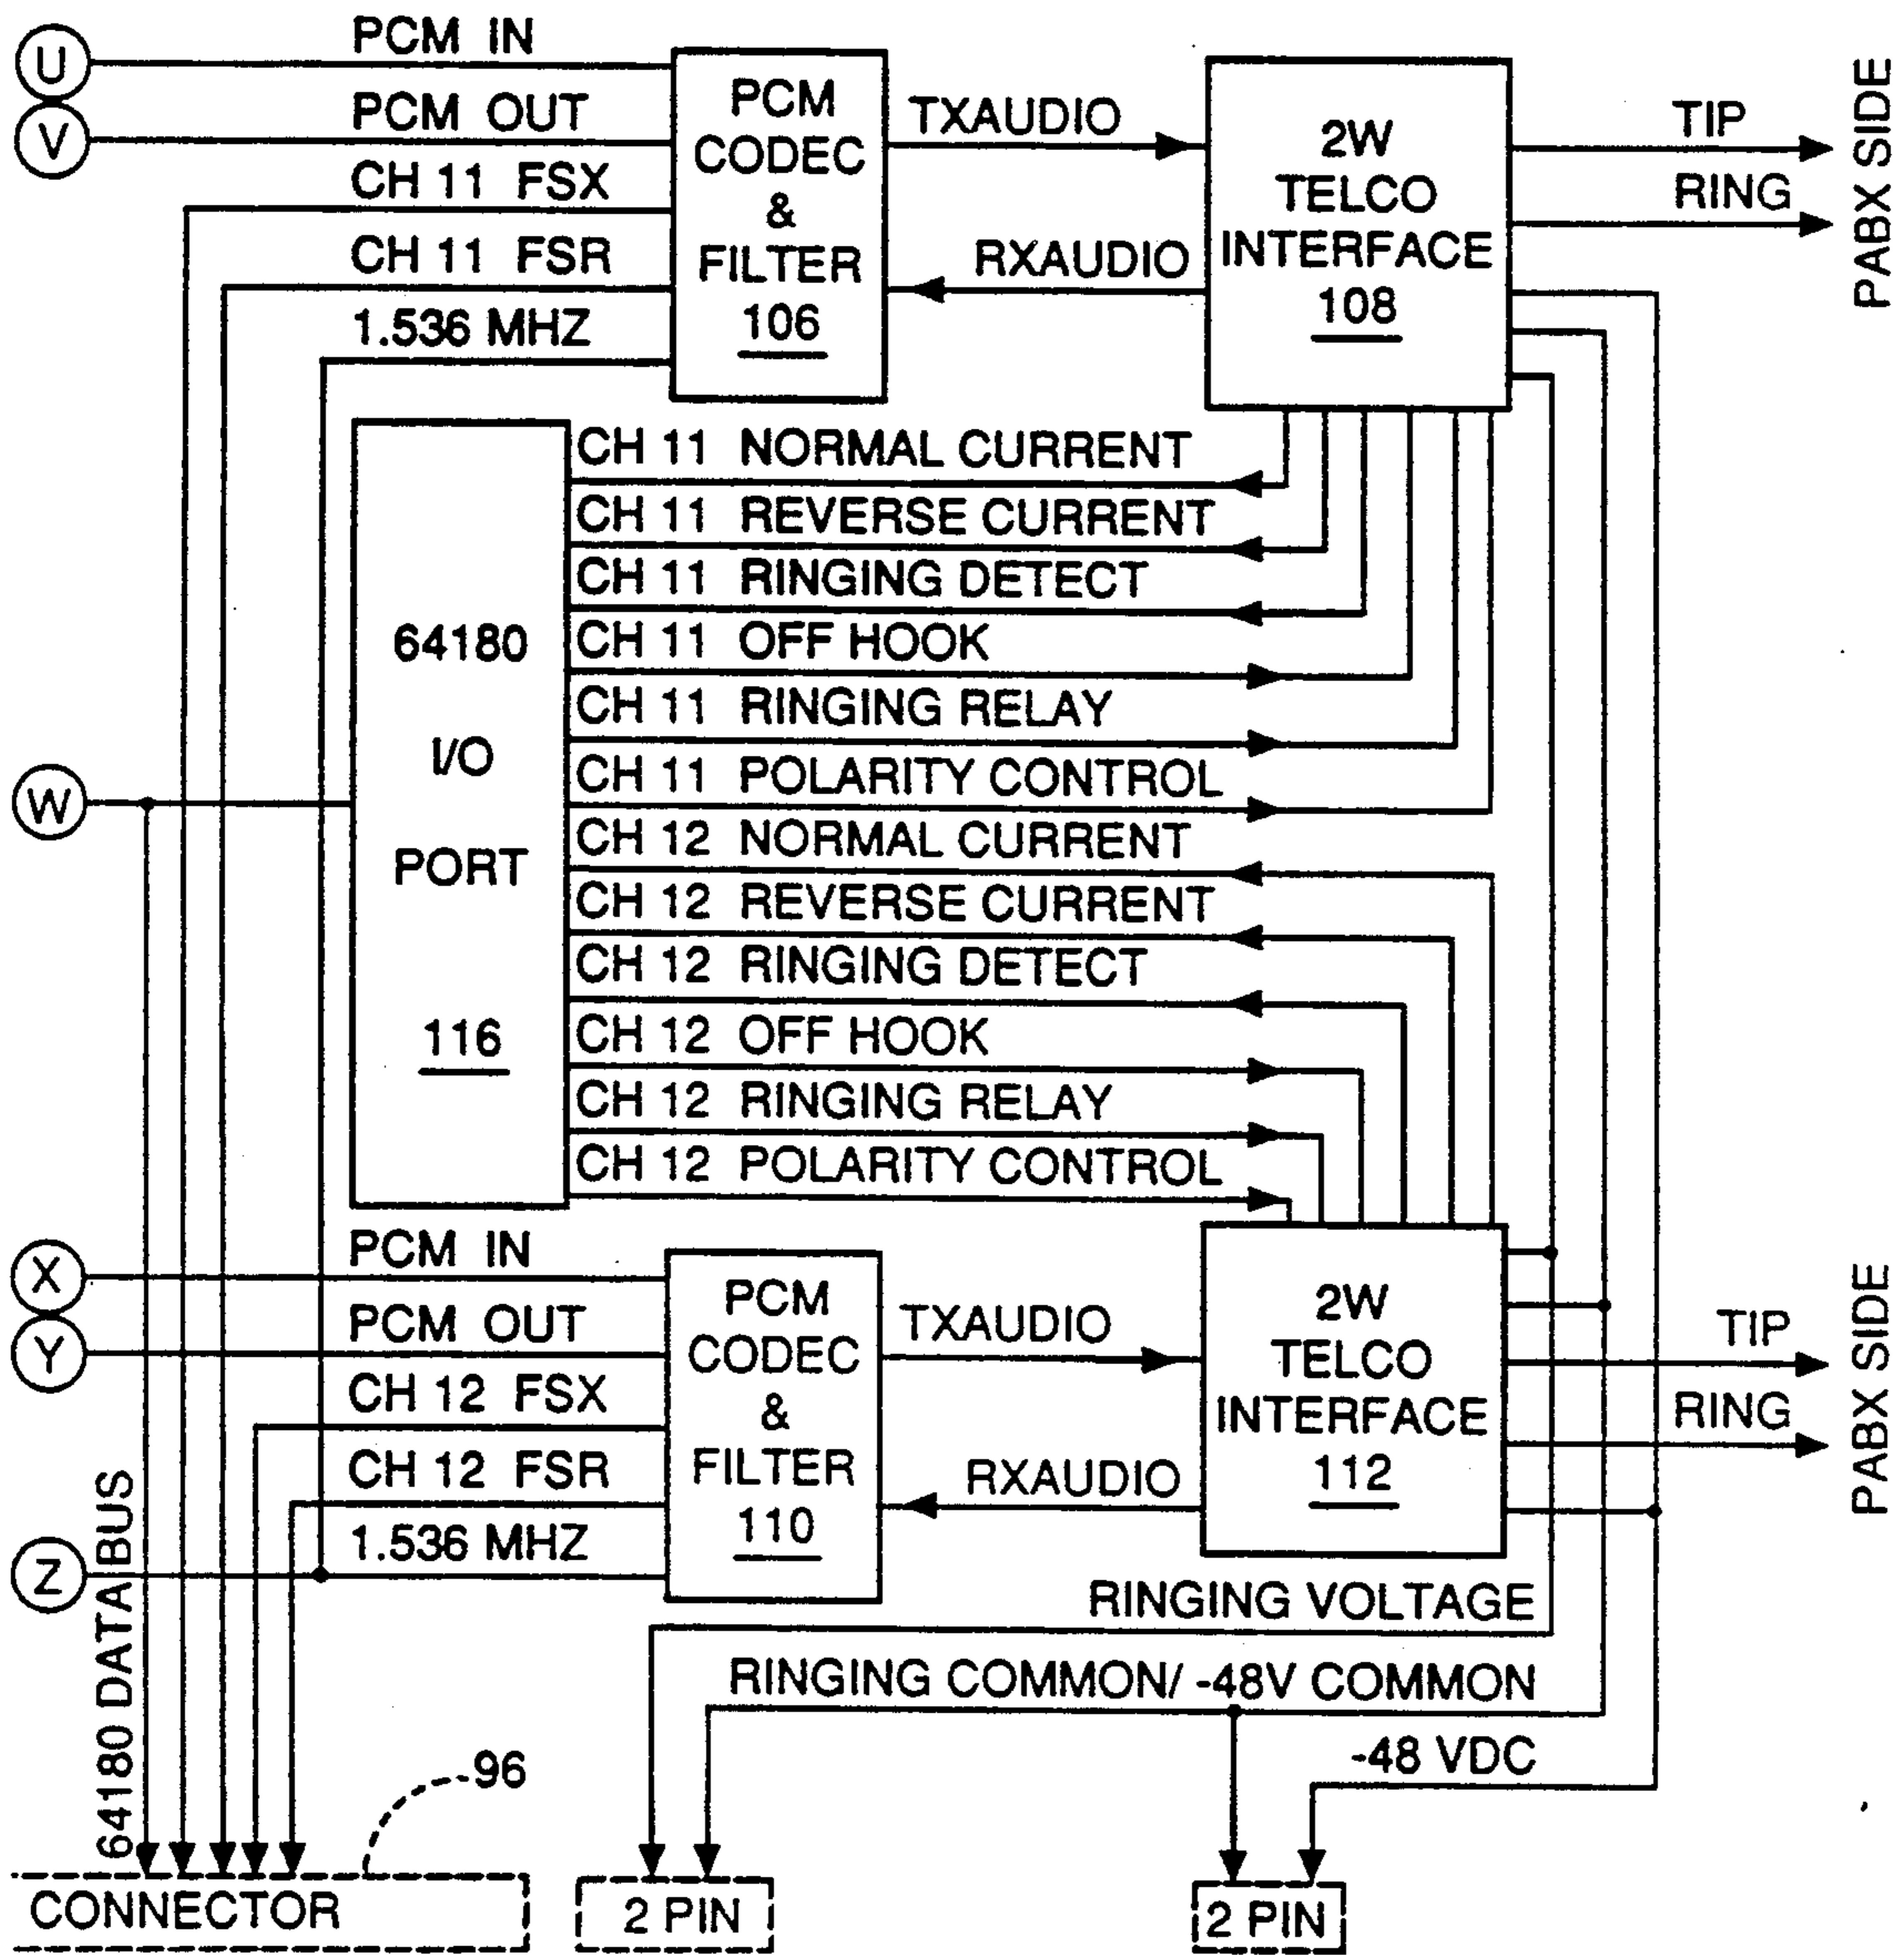 U
PCM IN
V
PCM OUT
CH 11 FSX
CH 11 FSR
1.536 MHZ
PCM
CODEC
&
FILTER
106
TXAUDIO
RXAUDIO
2W
TELCO
INTERFACE
108
TIP
RING
PABX SIDE
64180
I/O
PORT
116
CH 11 NORMAL CURRENT
CH 11 REVERSE CURRENT
CH 11 RINGING DETECT
CH 11 OFF HOOK
CH 11 RINGING RELAY
CH 11 POLARITY CONTROL
CH 12 NORMAL CURRENT
CH 12 REVERSE CURRENT
CH 12 RINGING DETECT
CH 12 OFF HOOK
CH 12 RINGING RELAY
CH 12 POLARITY CONTROL
W
X
PCM IN
Y
PCM OUT
CH 12 FSX
CH 12 FSR
Z
1.536 MHZ
PCM
CODEC
&
FILTER
110
TXAUDIO
RXAUDIO
2W
TELCO
INTERFACE
112
TIP
RING
PABX SIDE
64180 DATA BUS
RINGING VOLTAGE
RINGING COMMON/ -48V COMMON
-48 VDC
96
CONNECTOR
2 PIN
2 PIN